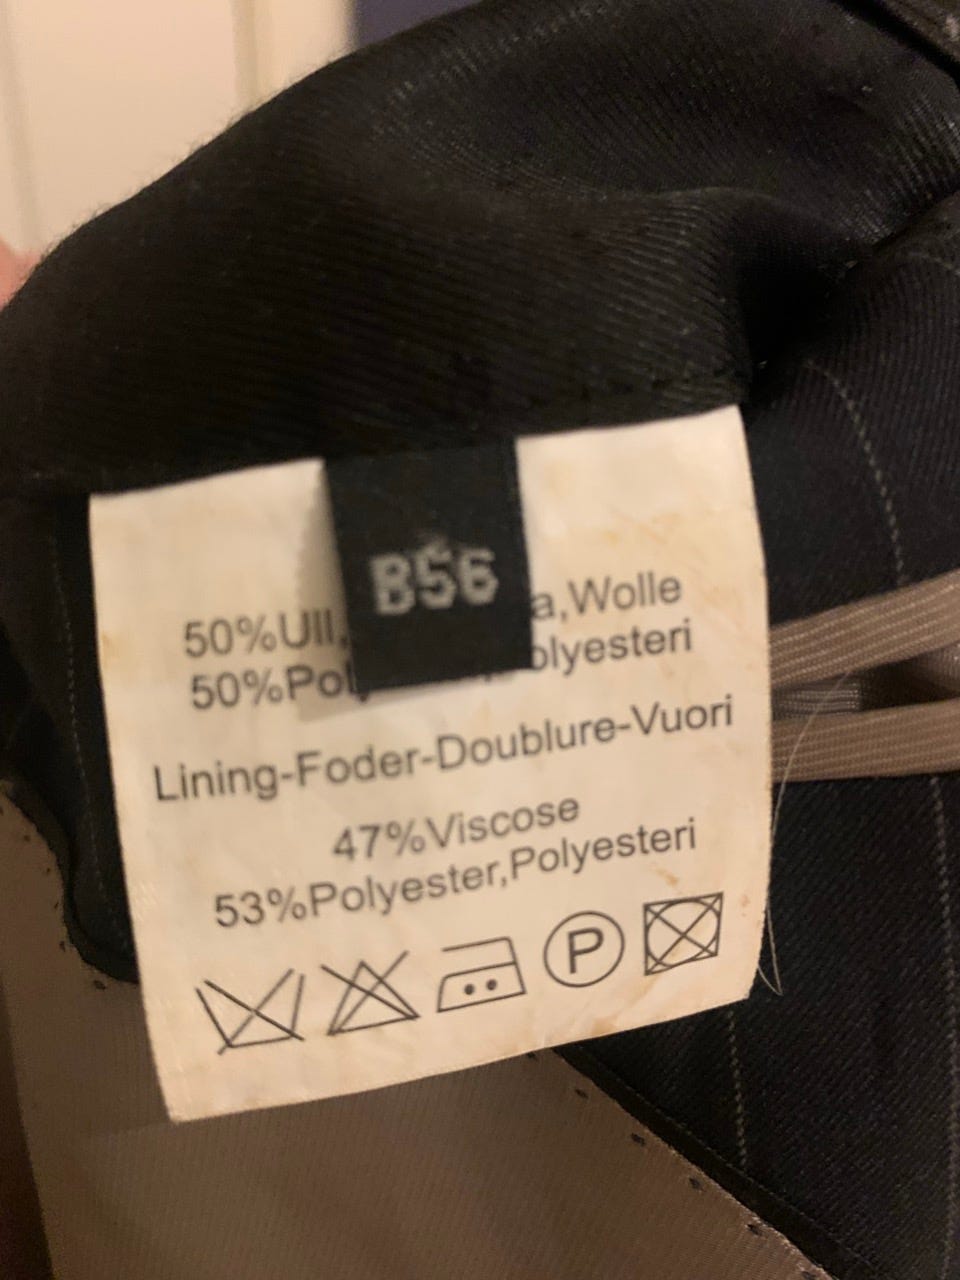 B56
50%Ull, a,Wolle
50%Pol olyesteri
Lining-Foder-Doublure-Vuori
47%Viscose
53%Polyester,Polyesteri
P